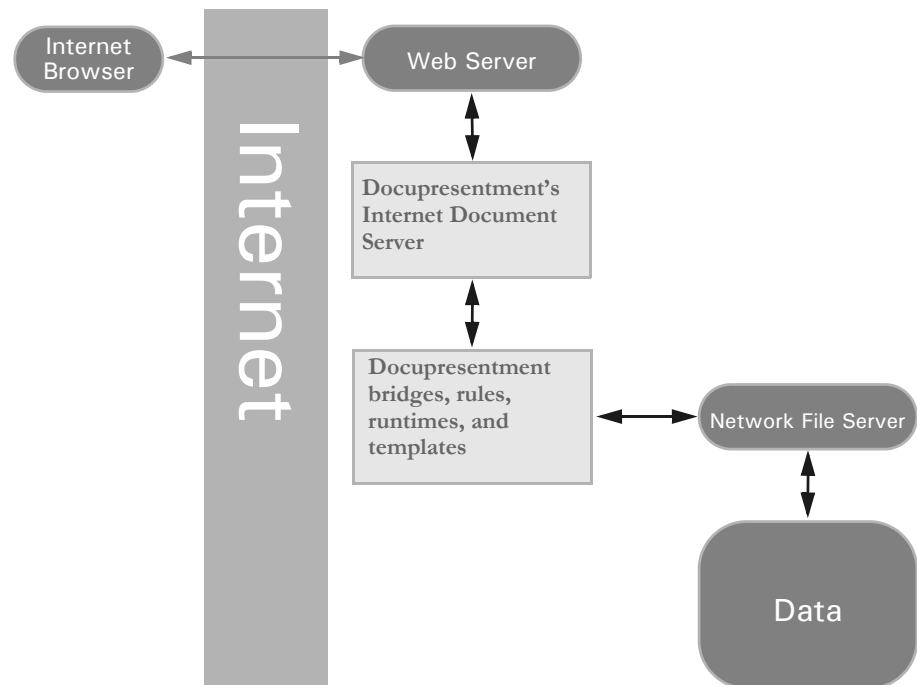 Internet
Browser
Web Server
Internet
Docupresentment's
Internet Document
Server
Docupresentment
bridges, rules,
runtimes, and
templates
Network File Server
Data